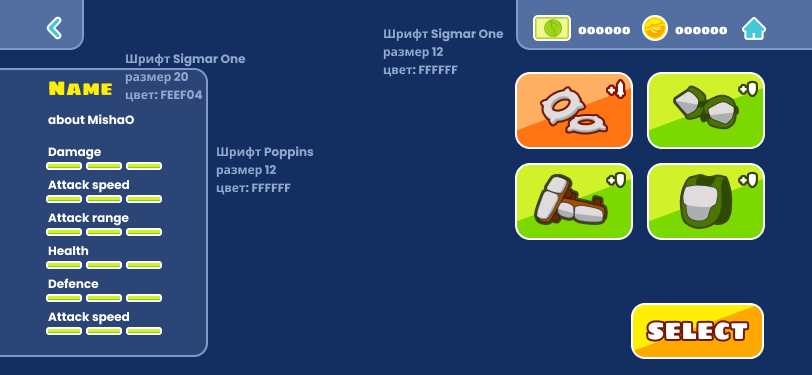 Шрифт Sigmar One
размер 12
цвет: FFFFFF
000000
000000
Шрифт Sigmar One
размер 20
цвет: FEEF04
NAME
about MishaO
Damage
Attack speed
Attack range
Health
Defence
Attack speed
Шрифт Poppins
размер 12
цвет: FFFFFF
+
+
+
+
SELECT